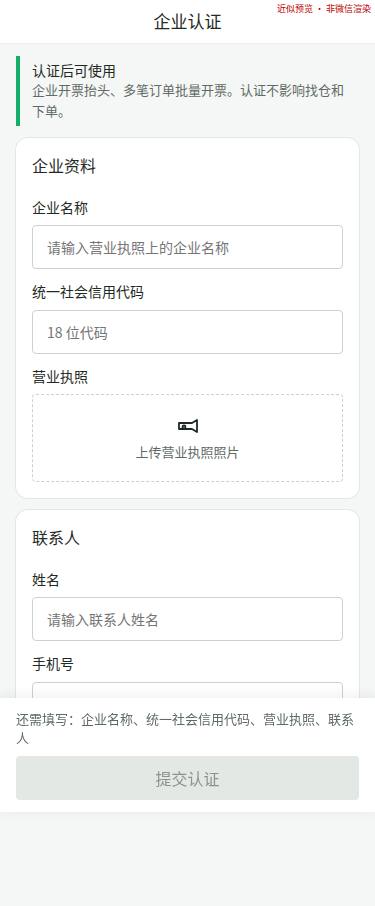 近似预览 · 非微信渲染
企业认证
认证后可使用
企业开票抬头、多笔订单批量开票。认证不影响找仓和
下单。
企业资料
企业名称
请输入营业执照上的企业名称
统一社会信用代码
18 位代码
营业执照
上传营业执照照片
联系人
姓名
请输入联系人姓名
手机号
还需填写：企业名称、统一社会信用代码、营业执照、联系
人
提交认证